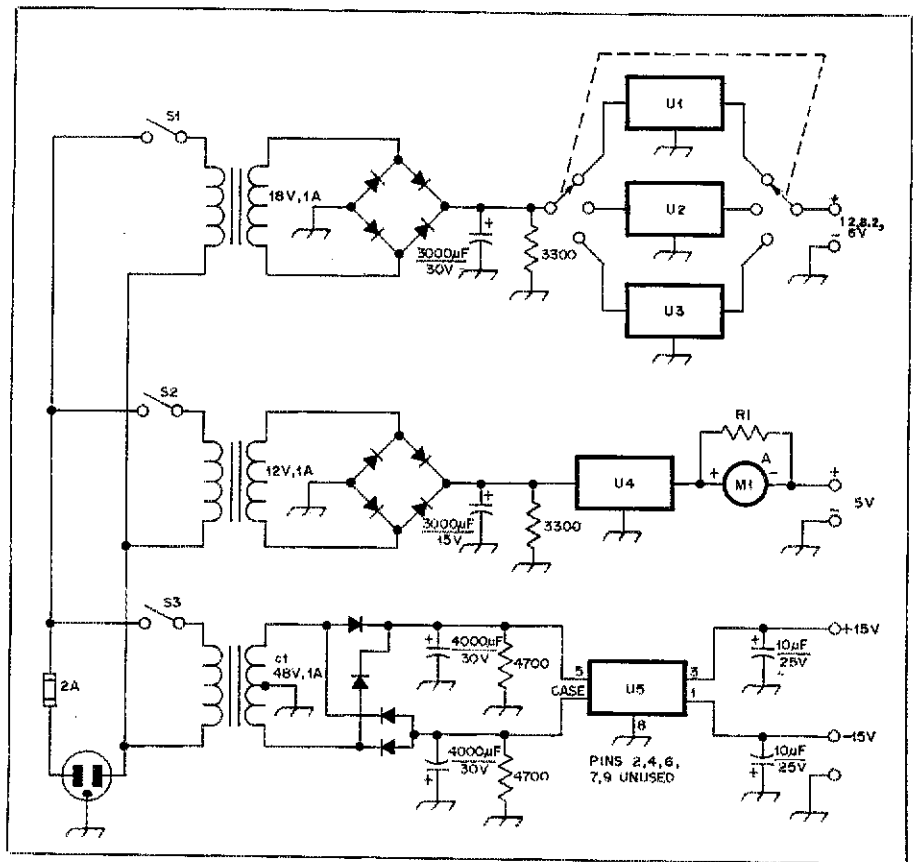 S1
18V,1A
3000µF
30V
+
3300
U1
U2
U3
+
12,8.2,
6V
-
S2
12V,1A
3000µF
15V
+
3300
U4
R1
+
A
M1
-
+
5V
-
S3
2A
ct
48V,1A
+
4000µF
30V
4700
5
CASE
U5
3
1
8
PINS 2,4,6,
7,9 UNUSED
+
10µF
25V
+15V
4000µF
30V
+
4700
-15V
10µF
25V
+